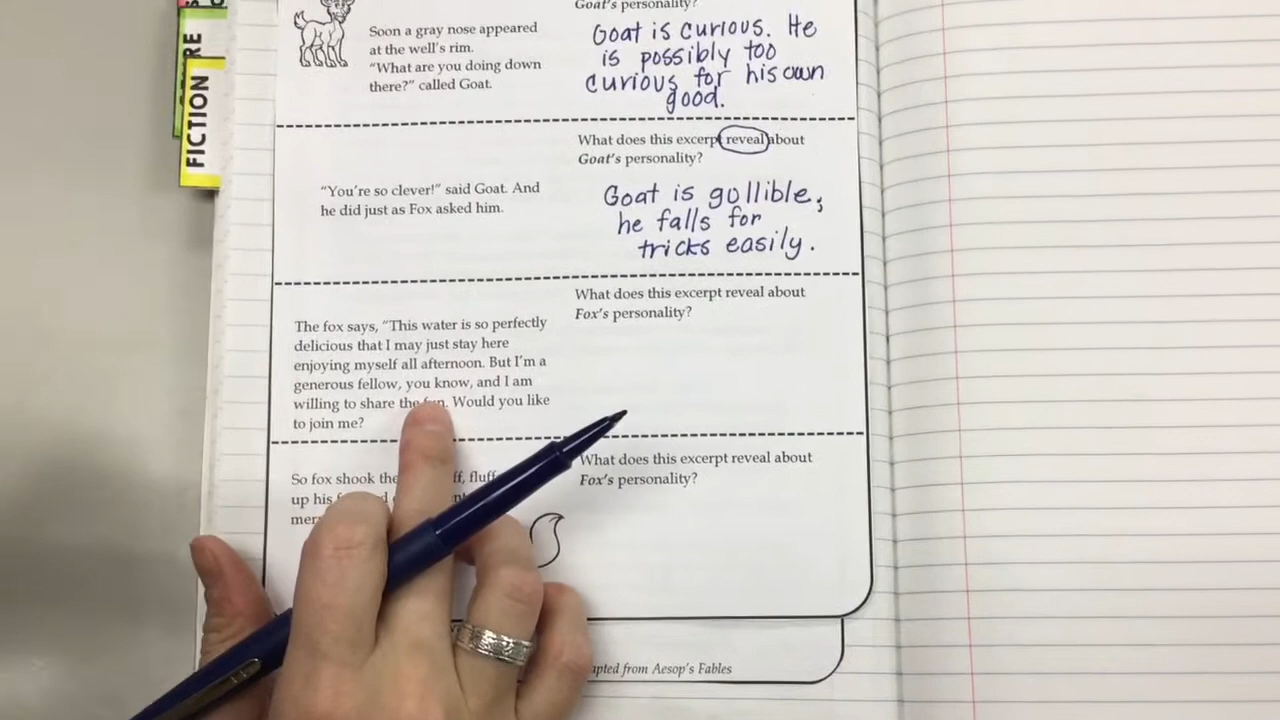 FICTION
RE
Goat's personality?
Soon a gray nose appeared
at the well's rim.
"What are you doing down
there?" called Goat.
Goat is curious. He
is possibly too
curious for his own
good.
What does this excerpt reveal about
Goat's personality?
"You're so clever!" said Goat. And
he did just as Fox asked him.
Goat is gullible,
he falls for
tricks easily.
What does this excerpt reveal about
Fox's personality?
The fox says, "This water is so perfectly
delicious that I may just stay here
enjoying myself all afternoon. But I'm a
generous fellow, you know, and I am
willing to share the fun. Would you like
to join me?
What does this excerpt reveal about
Fox's personality?
So fox shook the
up his
apted from Aesop's Fables